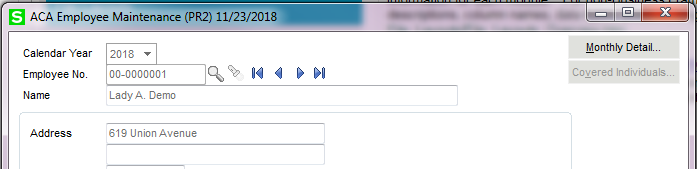 S ACA Employee Maintenance (PR2) 11/23/2018
Calendar Year 2018
Monthly Detail...
Employee No. 00-0000001
Covered Individuals...
Name Lady A. Demo
Address 619 Union Avenue